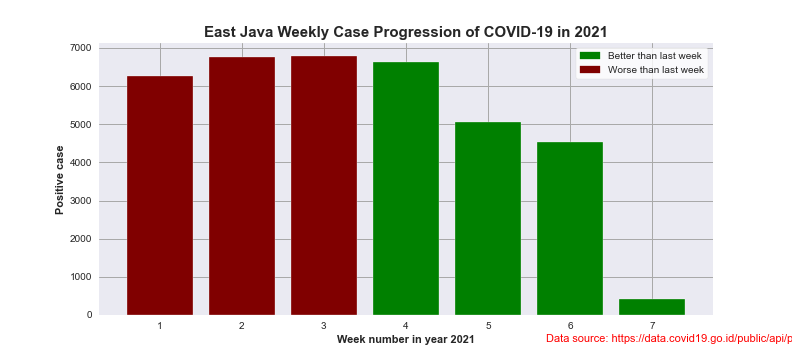 East Java Weekly Case Progression of COVID-19 in 2021
7000
6000
5000
4000
3000
2000
1000
0
Positive case
Better than last week
Worse than last week
1 2 3 4 5 6 7
Week number in year 2021
Data source: https://data.covid19.go.id/public/api/p